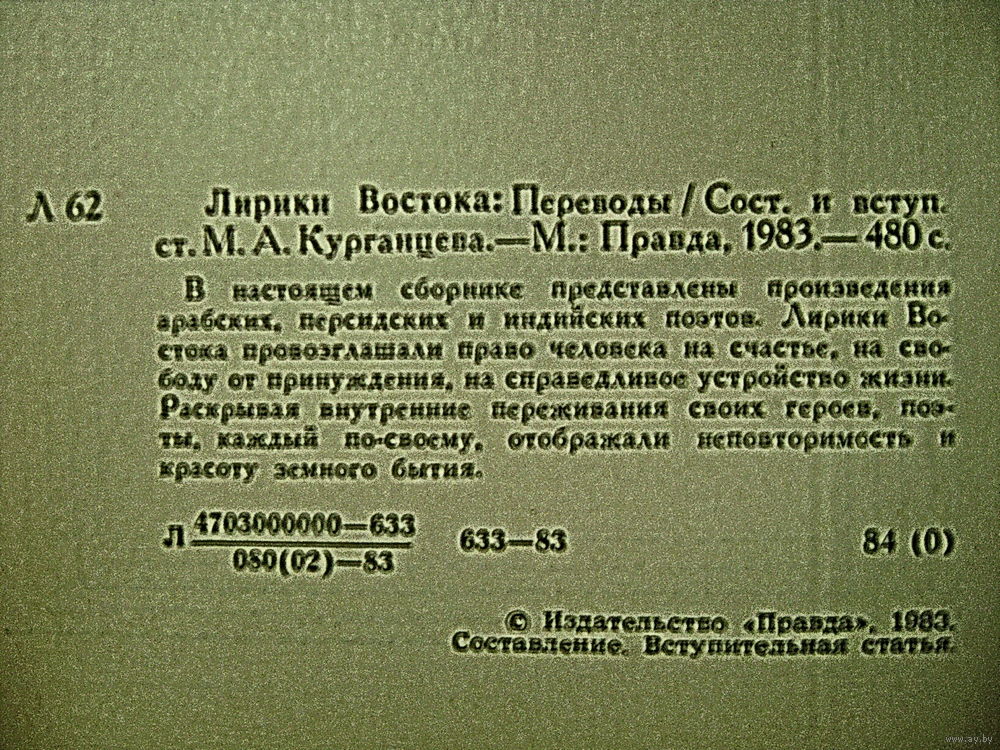 Л 62 Лирики Востока: Переводы / Сост. и вступ.
ст. М. А. Курганцева.—М.: Правда, 1983.— 480 с.
В настоящем сборнике представлены произведения
арабских, персидских и индийских поэтов. Лирики Во-
стока провозглашали право человека на счастье, на сво-
боду от принуждения, на справедливое устройство жизни.
Раскрывая внутренние переживания своих героев, поэ-
ты, каждый по-своему, отображали неповторимость и
красоту земного бытия.
Л 4703000000—633 633—83 84 (0)
080(02)—83
© Издательство «Правда», 1983.
Составление. Вступительная статья.
www.ay.by